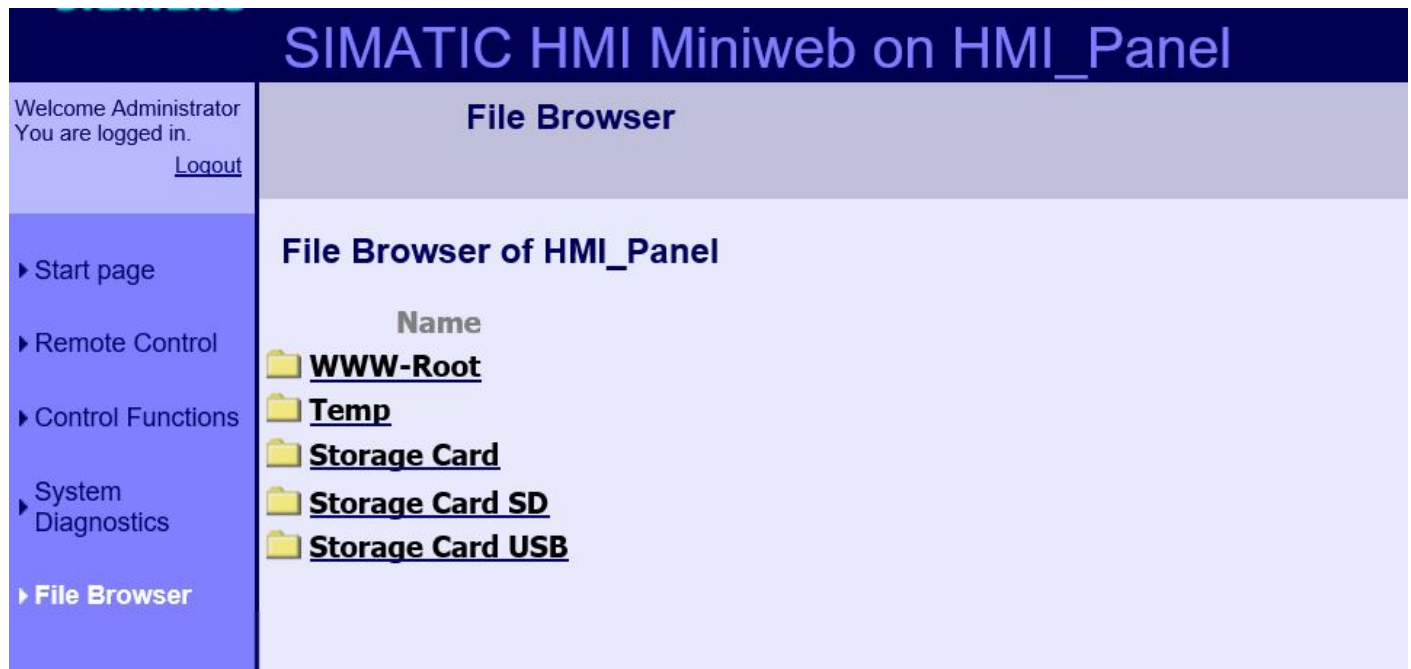 SIMATIC HMI Miniweb on HMI_Panel
Welcome Administrator
You are logged in.
Logout
File Browser
Start page
Remote Control
Control Functions
System
Diagnostics
File Browser
File Browser of HMI_Panel
Name
WWW-Root
Temp
Storage Card
Storage Card SD
Storage Card USB